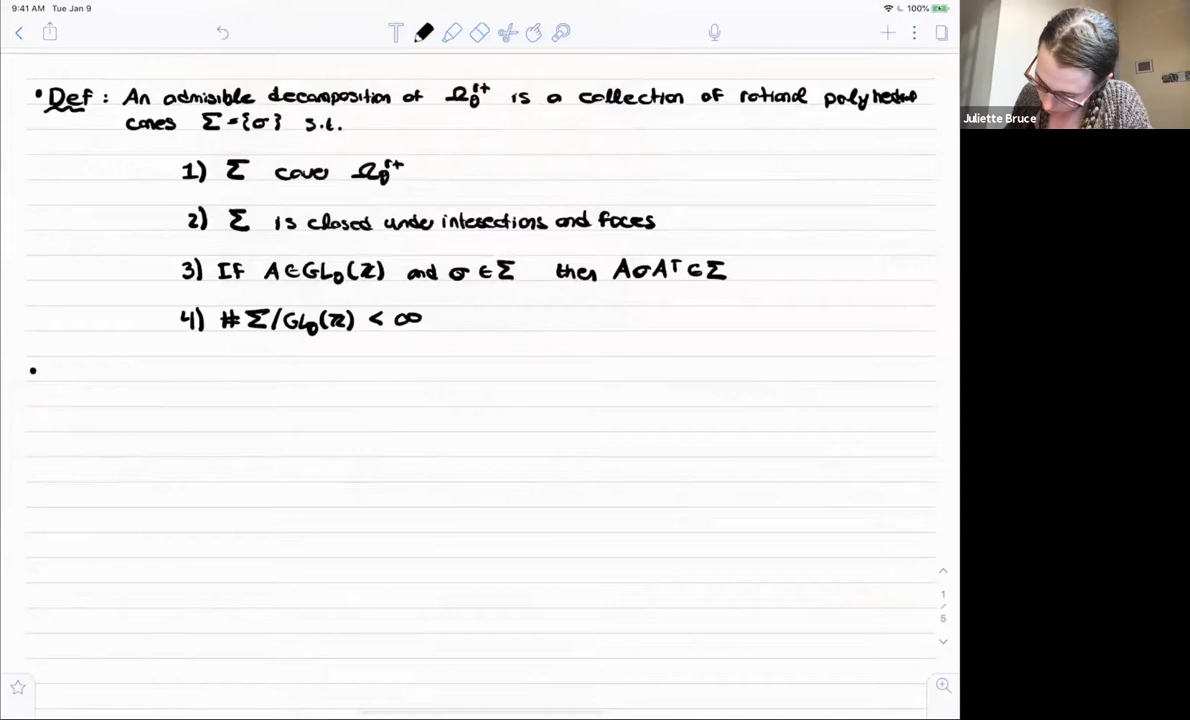 9:41 AM Tue Jan 9
100%
Juliette Bruce
• Def : An admisible decomposition of Ω_g^{rt} is a collection of rational polyhedral
cones Σ = {σ} s.t.
1) Σ cover Ω_g^{rt}
2) Σ is closed under intesections and faces
3) If A∈GL_g(Z) and σ ∈ Σ then AσA^T ∈ Σ
4) # Σ/GL_g(Z) < ∞
•
1
/
5